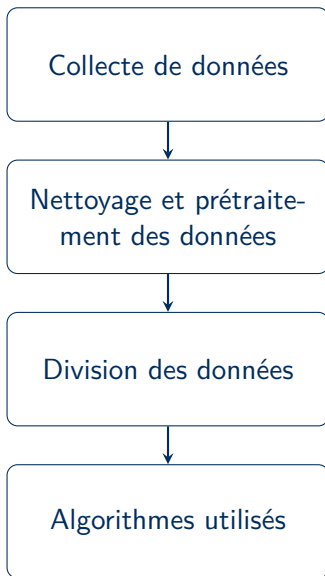 Collecte de données
Nettoyage et prétraite-
ment des données
Division des données
Algorithmes utilisés